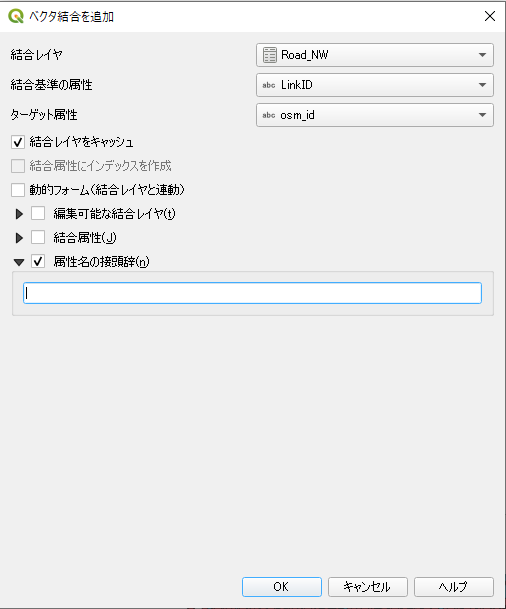 ベクタ結合を追加
結合レイヤ Road_NW
結合基準の属性 abc LinkID
ターゲット属性 abc osm_id
結合レイヤをキャッシュ
結合属性にインデックスを作成
動的フォーム(結合レイヤと連動)
編集可能な結合レイヤ(t)
結合属性(J)
属性名の接頭辞(n)
OK キャンセル ヘルプ